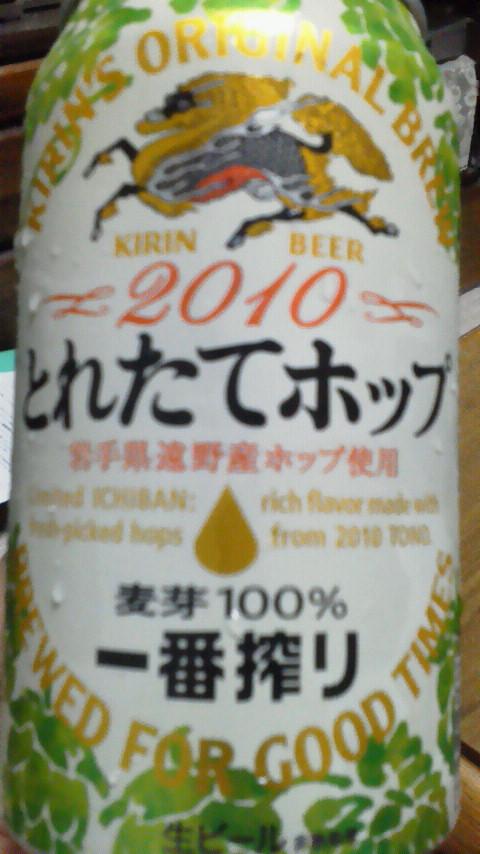 KIRIN'S ORIGINAL BREW
KIRIN BEER
2010
とれたてホップ
岩手県遠野産ホップ使用
Limited ICHIBAN: rich flavor made with
fresh-picked hops from 2010 TONO.
麦芽100%
一番搾り
BREWED FOR GOOD TIMES
生ビール